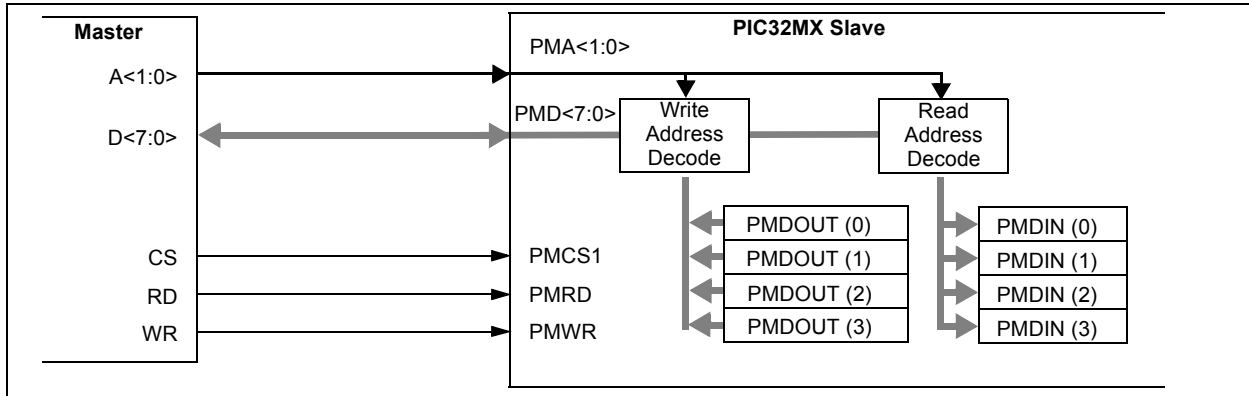 Master
PIC32MX Slave
PMA<1:0>
A<1:0>
PMD<7:0>
Write
Address
Decode
Read
Address
Decode
D<7:0>
PMDOUT (0)
PMDIN (0)
PMDOUT (1)
PMDIN (1)
PMDOUT (2)
PMDIN (2)
PMDOUT (3)
PMDIN (3)
CS
PMCS1
RD
PMRD
WR
PMWR